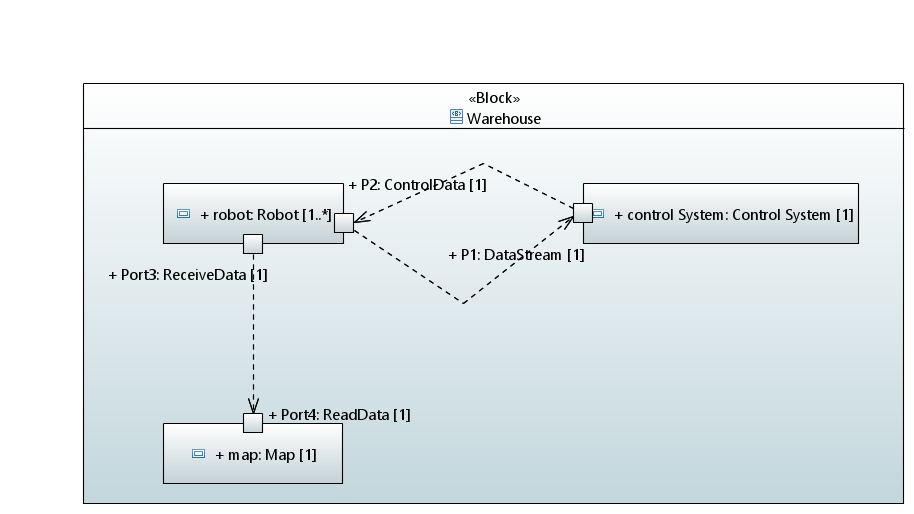 «Block»
Warehouse
+ P2: ControlData [1]
+ robot: Robot [1..*]
+ control System: Control System [1]
+ P1: DataStream [1]
+ Port3: ReceiveData [1]
+ Port4: ReadData [1]
+ map: Map [1]